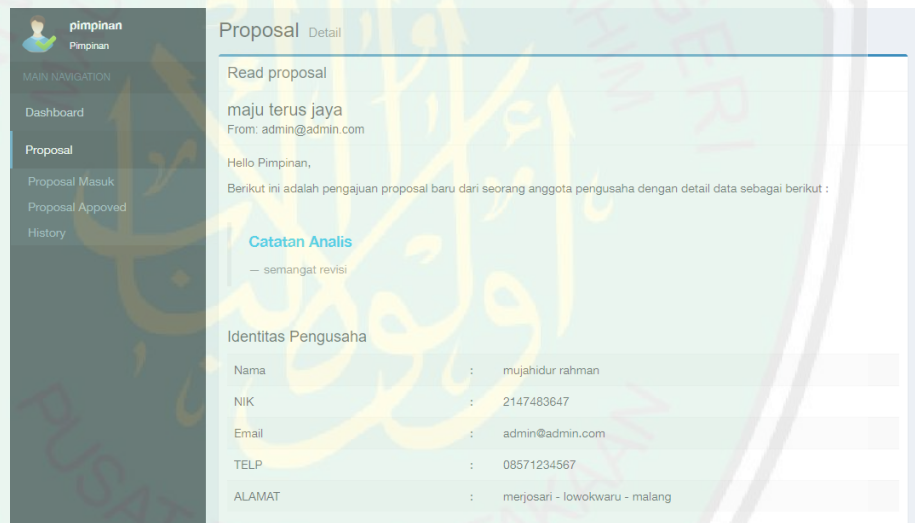 pimpinan
Pimpinan
MAIN NAVIGATION
Dashboard
Proposal
Proposal Masuk
Proposal Appoved
History
Proposal Detail
Read proposal
maju terus jaya
From: admin@admin.com
Hello Pimpinan,
Berikut ini adalah pengajuan proposal baru dari seorang anggota pengusaha dengan detail data sebagai berikut :
Catatan Analis
— semangat revisi
Identitas Pengusaha
Nama : mujahidur rahman
NIK : 2147483647
Email : admin@admin.com
TELP : 08571234567
ALAMAT : merjosari - lowokwaru - malang
PUSAT